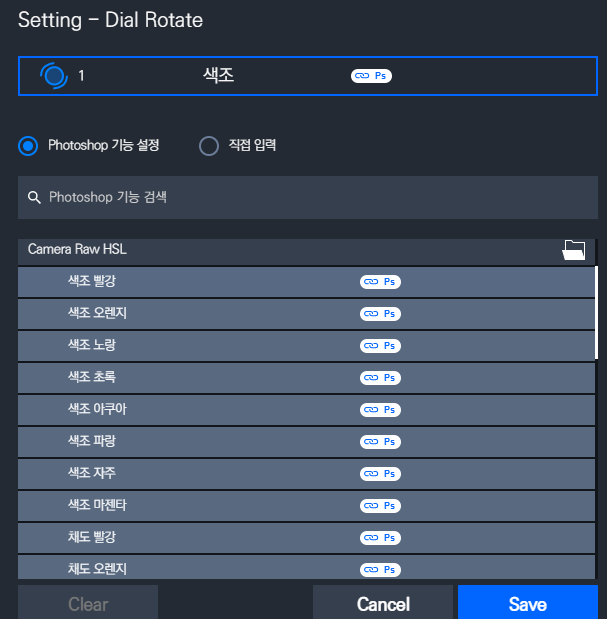 Setting - Dial Rotate
1 색조 Ps
Photoshop 기능 설정 직접 입력
Photoshop 기능 검색
Camera Raw HSL
색조 빨강 Ps
색조 오렌지 Ps
색조 노랑 Ps
색조 초록 Ps
색조 아쿠아 Ps
색조 파랑 Ps
색조 자주 Ps
색조 마젠타 Ps
채도 빨강 Ps
채도 오렌지 Ps
Clear Cancel Save